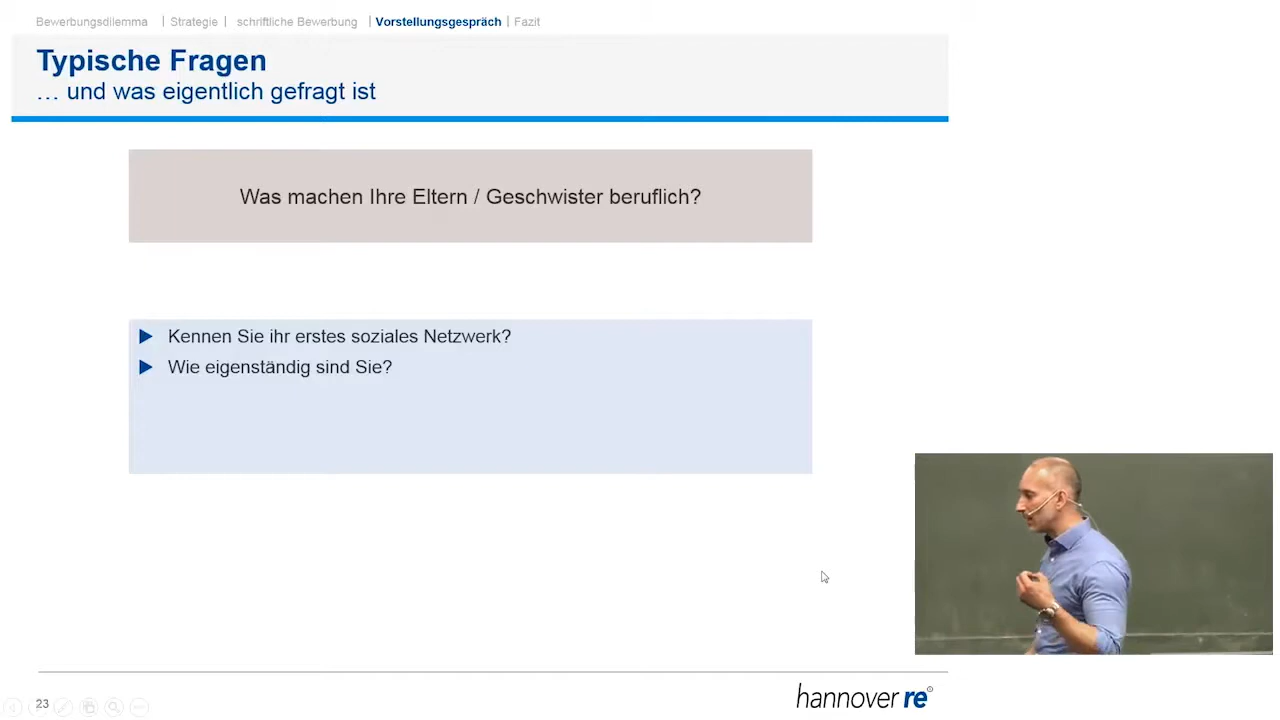 Bewerbungsdilemma | Strategie | schriftliche Bewerbung | Vorstellungsgespräch | Fazit
Typische Fragen
… und was eigentlich gefragt ist
Was machen Ihre Eltern / Geschwister beruflich?
Kennen Sie ihr erstes soziales Netzwerk?
Wie eigenständig sind Sie?
23
hannover re®